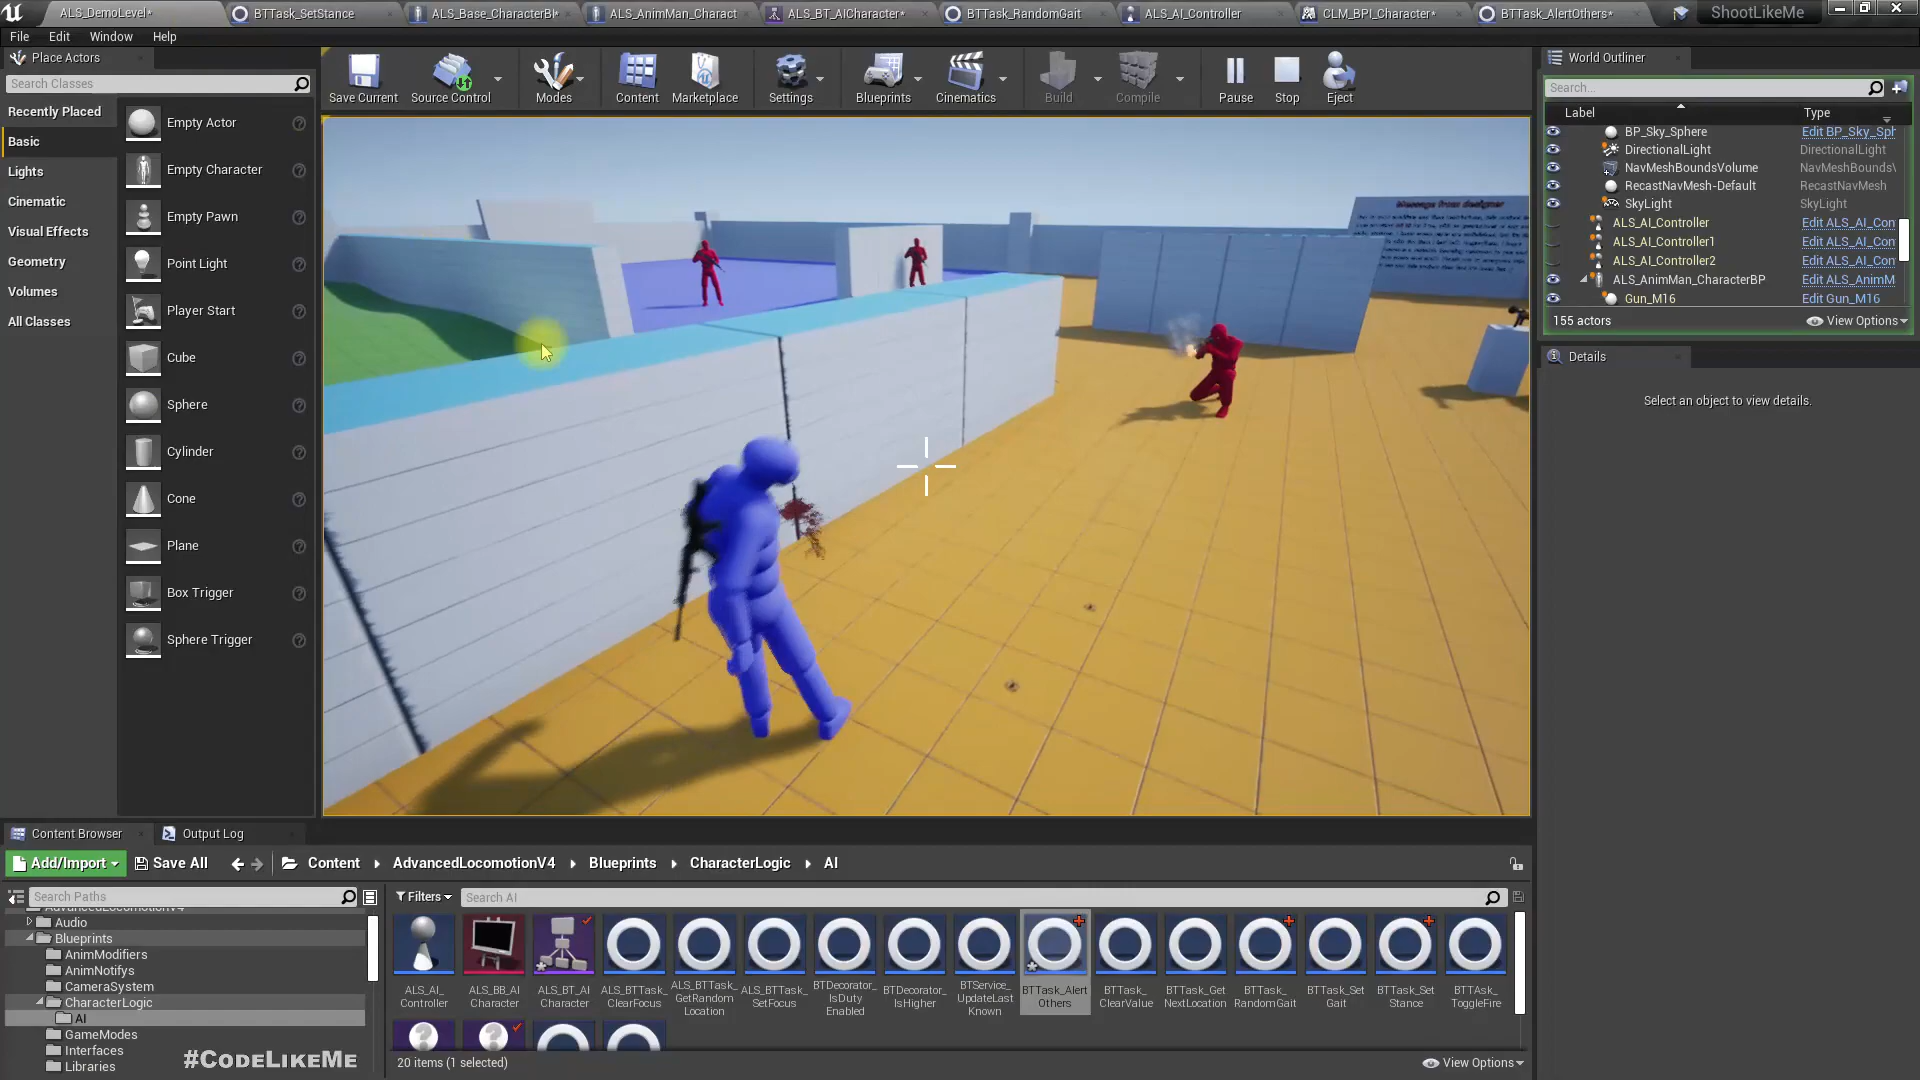 ALS_DemoLevel*
BTTask_SetStance
ALS_Base_CharacterBl*
ALS_AnimMan_Charact
ALS_BT_AICharacter*
BTTask_RandomGait
ALS_AI_Controller
CLM_BPI_Character*
BTTask_AlertOthers*
ShootLikeMe
File Edit Window Help
Place Actors
Search Classes
Recently Placed
Basic
Lights
Cinematic
Visual Effects
Geometry
Volumes
All Classes
Empty Actor
Empty Character
Empty Pawn
Point Light
Player Start
Cube
Sphere
Cylinder
Cone
Plane
Box Trigger
Sphere Trigger
Save Current
Source Control
Modes
Content
Marketplace
Settings
Blueprints
Cinematics
Build
Compile
Pause
Stop
Eject
Message from designer
World Outliner
Search...
Label Type
BP_Sky_Sphere Edit BP_Sky_Sph
DirectionalLight DirectionalLight
NavMeshBoundsVolume NavMeshBoundsV
RecastNavMesh-Default RecastNavMesh
SkyLight SkyLight
ALS_AI_Controller Edit ALS_AI_Con
ALS_AI_Controller1 Edit ALS_AI_Con
ALS_AI_Controller2 Edit ALS_AI_Con
ALS_AnimMan_CharacterBP Edit ALS_AnimM
Gun_M16 Edit Gun_M16
155 actors
View Options
Details
Select an object to view details.
Content Browser
Output Log
Add/Import
Save All
Content AdvancedLocomotionV4 Blueprints CharacterLogic AI
Search Paths
Filters
Search AI
Audio
Blueprints
AnimModifiers
AnimNotifys
CameraSystem
CharacterLogic
AI
GameModes
Interfaces
Libraries
#CodeLikeMe
ALS_AI_
Controller
ALS_BB_AI
Character
ALS_BT_AI
Character
ALS_BTTask_
ClearFocus
ALS_BTTask_
GetRandom
Location
ALS_BTTask_
SetFocus
BTDecorator_
IsDuty
Enabled
BTDecorator_
IsHigher
BTService_
UpdateLast
Known
BTTask_Alert
Others
BTTask_
ClearValue
BTTask_Get
NextLocation
BTTask_
RandomGait
BTTask_Set
Gait
BTTask_Set
Stance
BTTAsk_
ToggleFire
20 items (1 selected)
View Options